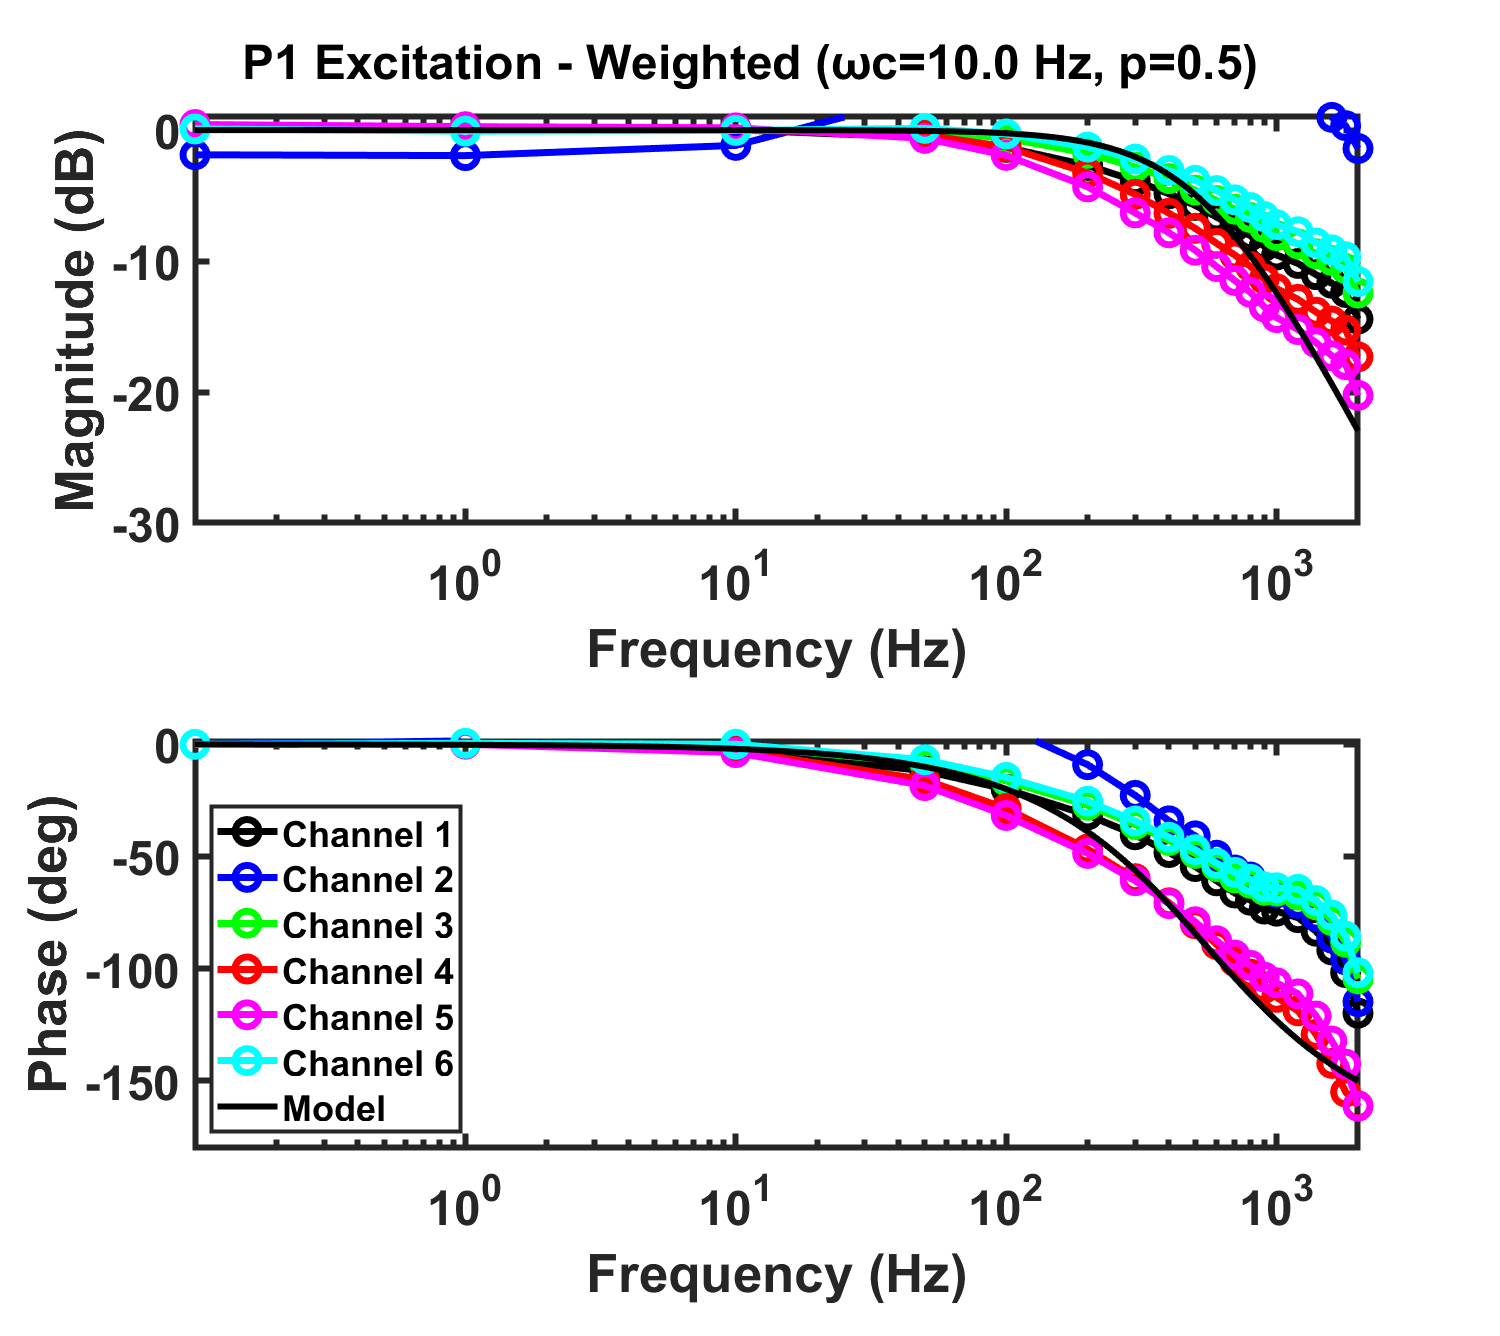 P1 Excitation - Weighted (ωc=10.0 Hz, p=0.5)
0
-10
-20
-30
Magnitude (dB)
10^0 10^1 10^2 10^3
Frequency (Hz)
0
-50
-100
-150
Phase (deg)
Channel 1
Channel 2
Channel 3
Channel 4
Channel 5
Channel 6
Model
10^0 10^1 10^2 10^3
Frequency (Hz)